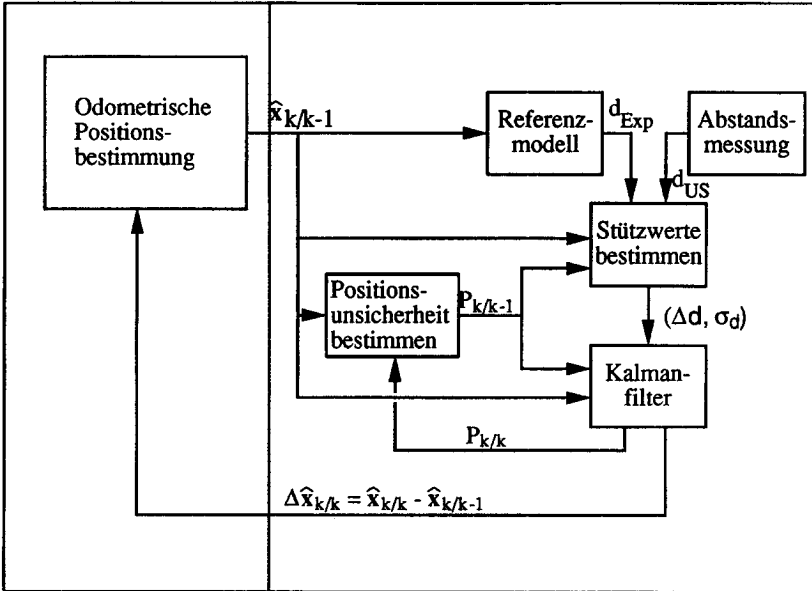 Odometrische
Positions-
bestimmung
x̂k/k-1
Referenz-
modell
dExp
Abstands-
messung
dUS
Stützwerte
bestimmen
Positions-
unsicherheit
bestimmen
Pk/k-1
(Δd, σd)
Kalman-
filter
Pk/k
Δx̂k/k = x̂k/k - x̂k/k-1